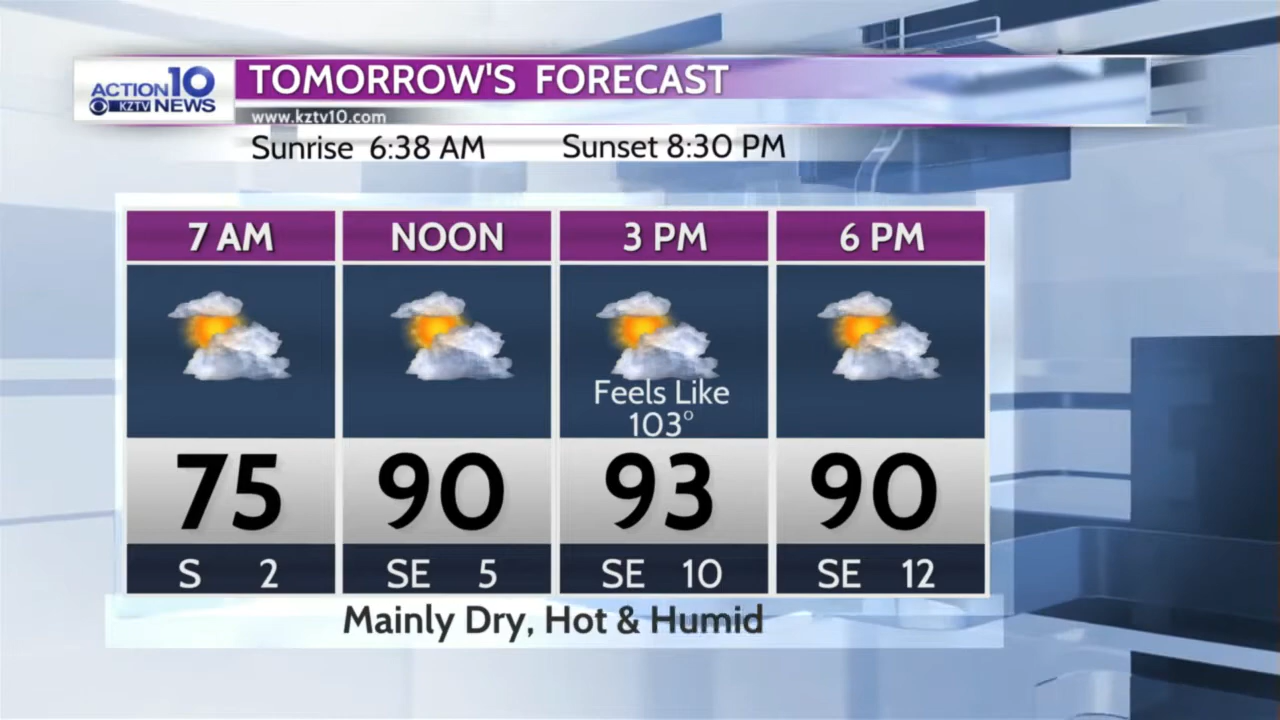 ACTION 10
KZTV NEWS
TOMORROW'S FORECAST
www.kztv10.com
Sunrise 6:38 AM Sunset 8:30 PM
7 AM NOON 3 PM 6 PM
Feels Like
103°
75 90 93 90
S 2 SE 5 SE 10 SE 12
Mainly Dry, Hot & Humid